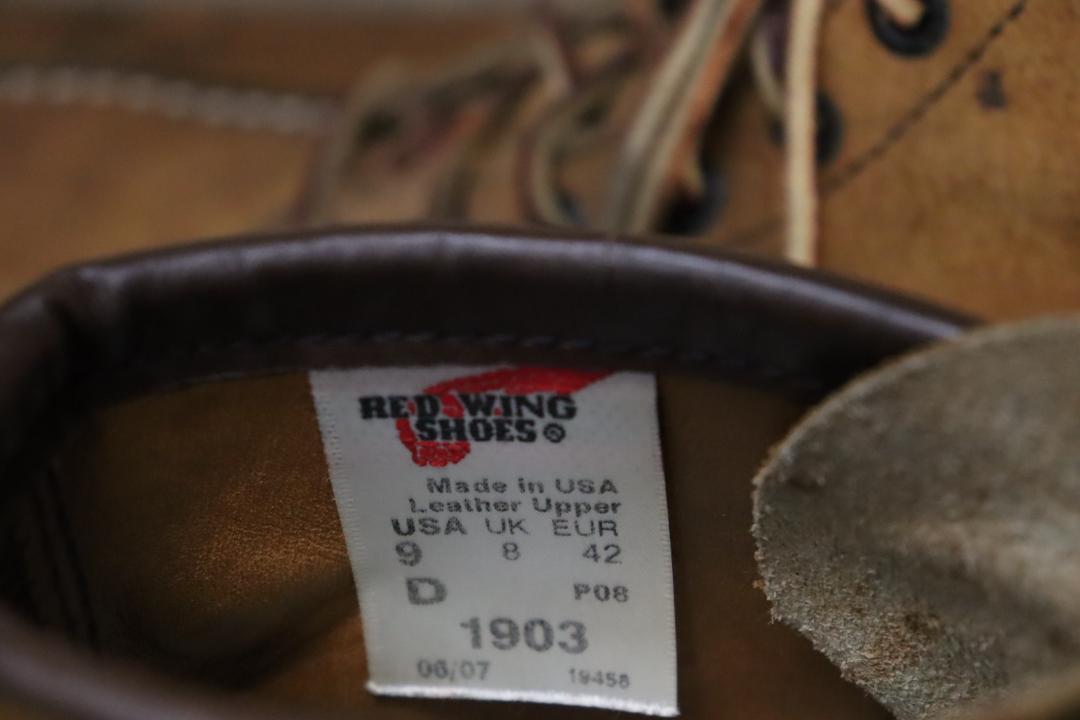 RED WING
SHOES
Made in USA
Leather Upper
USA UK EUR
9 8 42
D P08
1903
06/07 19458